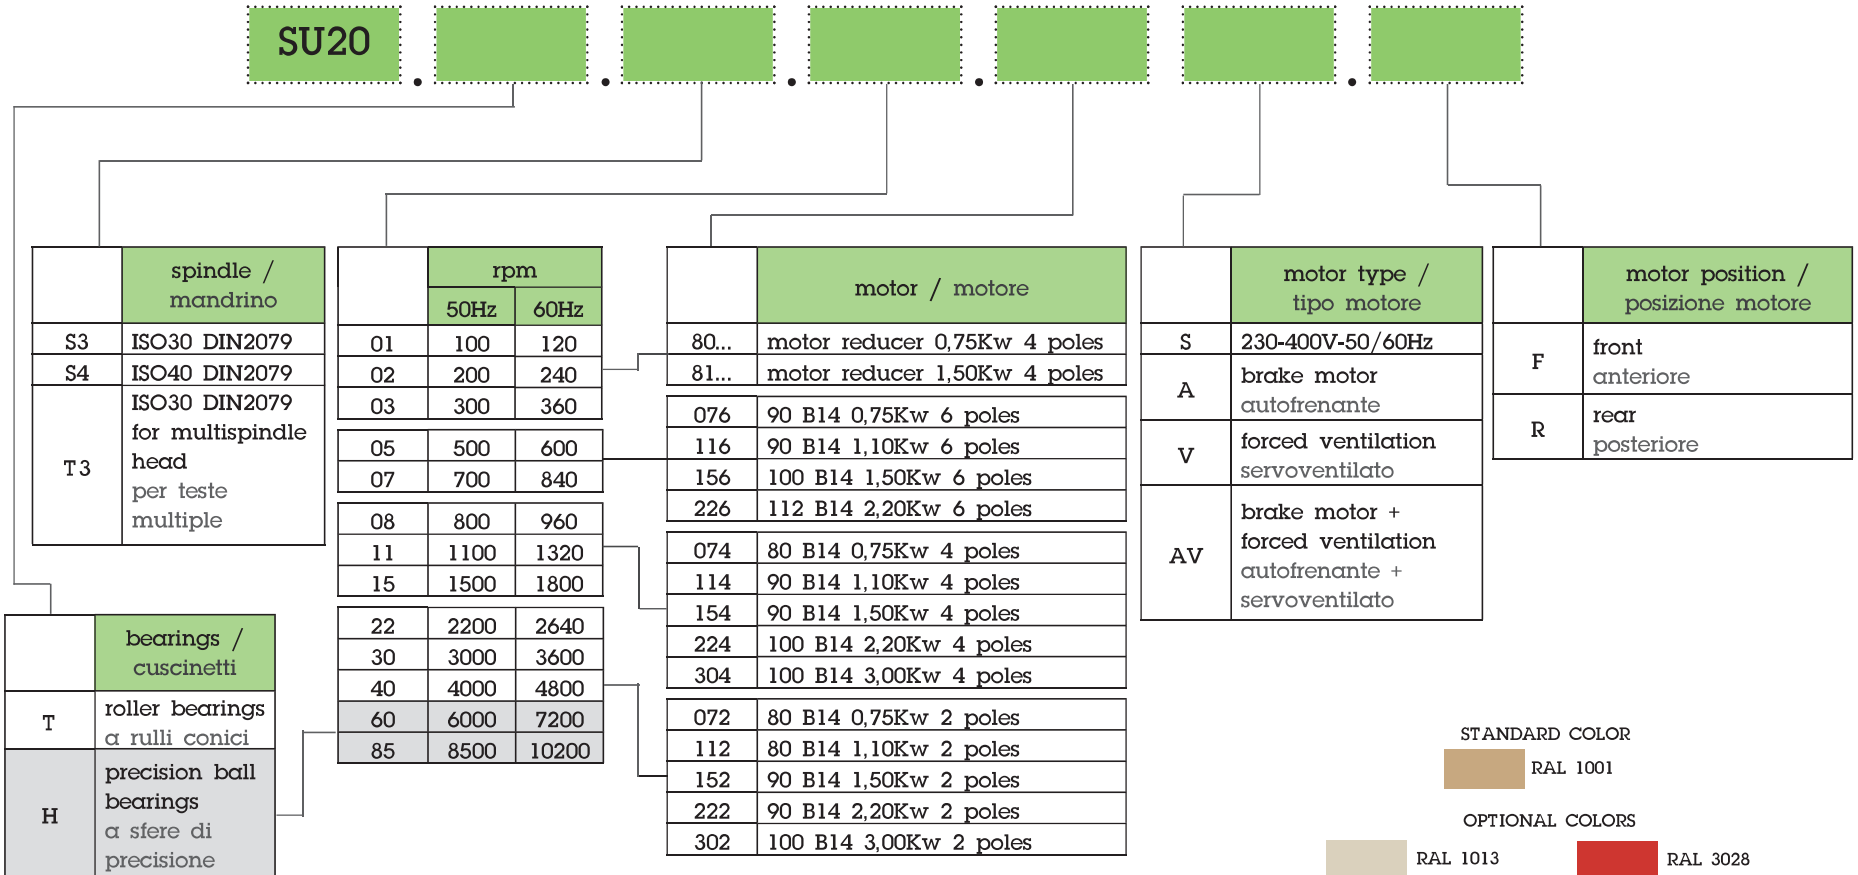 SU20 . . . . .
spindle /
mandrino
S3 ISO30 DIN2079
S4 ISO40 DIN2079
T3 ISO30 DIN2079
for multispindle
head
per teste
multiple
bearings /
cuscinetti
T roller bearings
a rulli conici
H precision ball
bearings
a sfere di
precisione
rpm
50Hz 60Hz
01 100 120
02 200 240
03 300 360
05 500 600
07 700 840
08 800 960
11 1100 1320
15 1500 1800
22 2200 2640
30 3000 3600
40 4000 4800
60 6000 7200
85 8500 10200
motor / motore
80... motor reducer 0,75Kw 4 poles
81... motor reducer 1,50Kw 4 poles
076 90 B14 0,75Kw 6 poles
116 90 B14 1,10Kw 6 poles
156 100 B14 1,50Kw 6 poles
226 112 B14 2,20Kw 6 poles
074 80 B14 0,75Kw 4 poles
114 90 B14 1,10Kw 4 poles
154 90 B14 1,50Kw 4 poles
224 100 B14 2,20Kw 4 poles
304 100 B14 3,00Kw 4 poles
072 80 B14 0,75Kw 2 poles
112 80 B14 1,10Kw 2 poles
152 90 B14 1,50Kw 2 poles
222 90 B14 2,20Kw 2 poles
302 100 B14 3,00Kw 2 poles
motor type /
tipo motore
S 230-400V-50/60Hz
A brake motor
autofrenante
V forced ventilation
servoventilato
AV brake motor +
forced ventilation
autofrenante +
servoventilato
motor position /
posizione motore
F front
anteriore
R rear
posteriore
STANDARD COLOR
RAL 1001
OPTIONAL COLORS
RAL 1013
RAL 3028